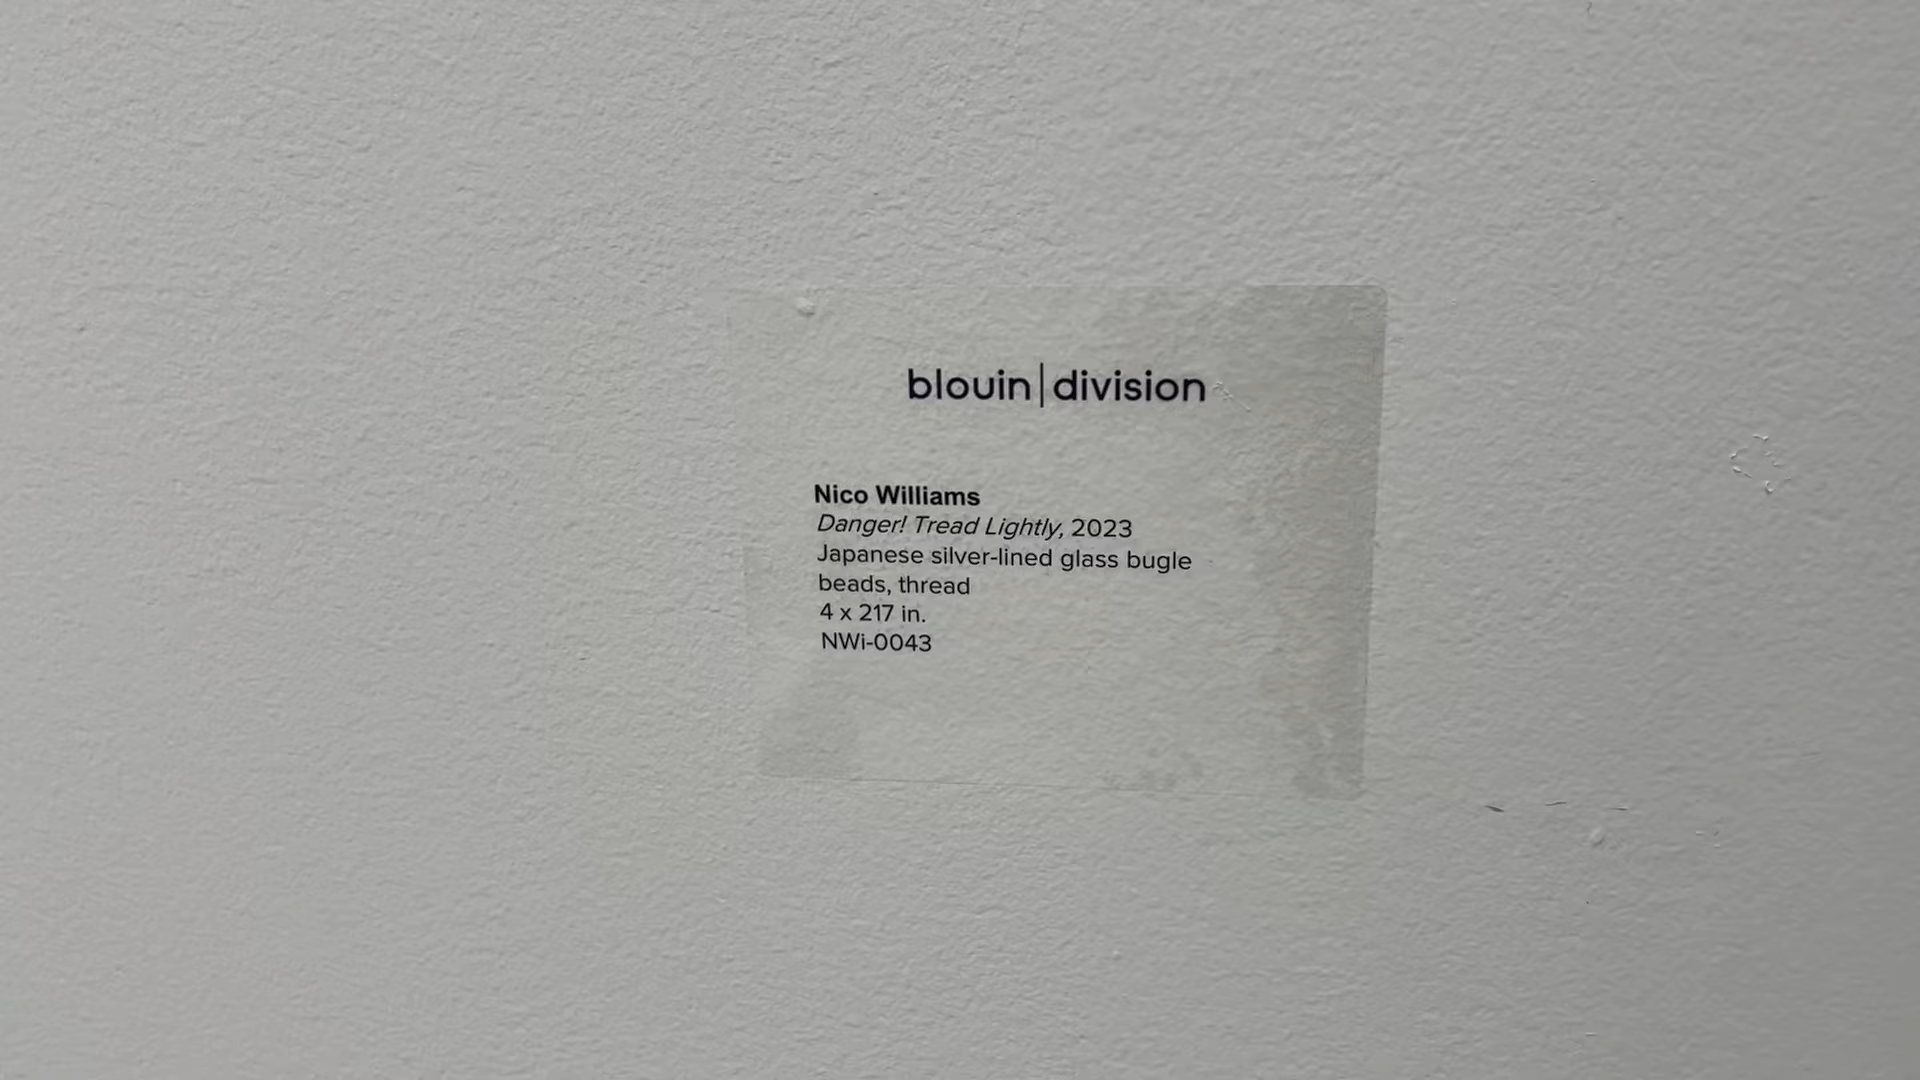 blouin|division
Nico Williams
Danger! Tread Lightly, 2023
Japanese silver-lined glass bugle
beads, thread
4 x 217 in.
NWi-0043